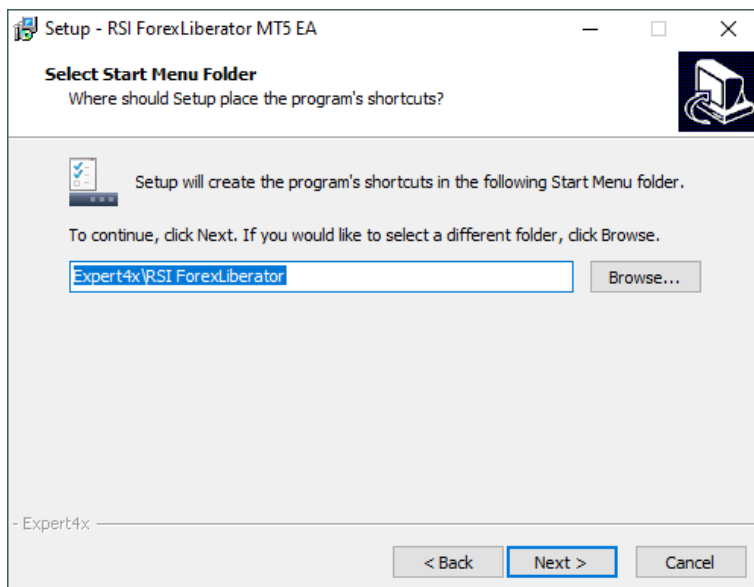 Setup - RSI ForexLiberator MT5 EA
Select Start Menu Folder
Where should Setup place the program's shortcuts?
Setup will create the program's shortcuts in the following Start Menu folder.
To continue, click Next. If you would like to select a different folder, click Browse.
Expert4x\RSI ForexLiberator
Browse...
Expert4x
< Back
Next >
Cancel